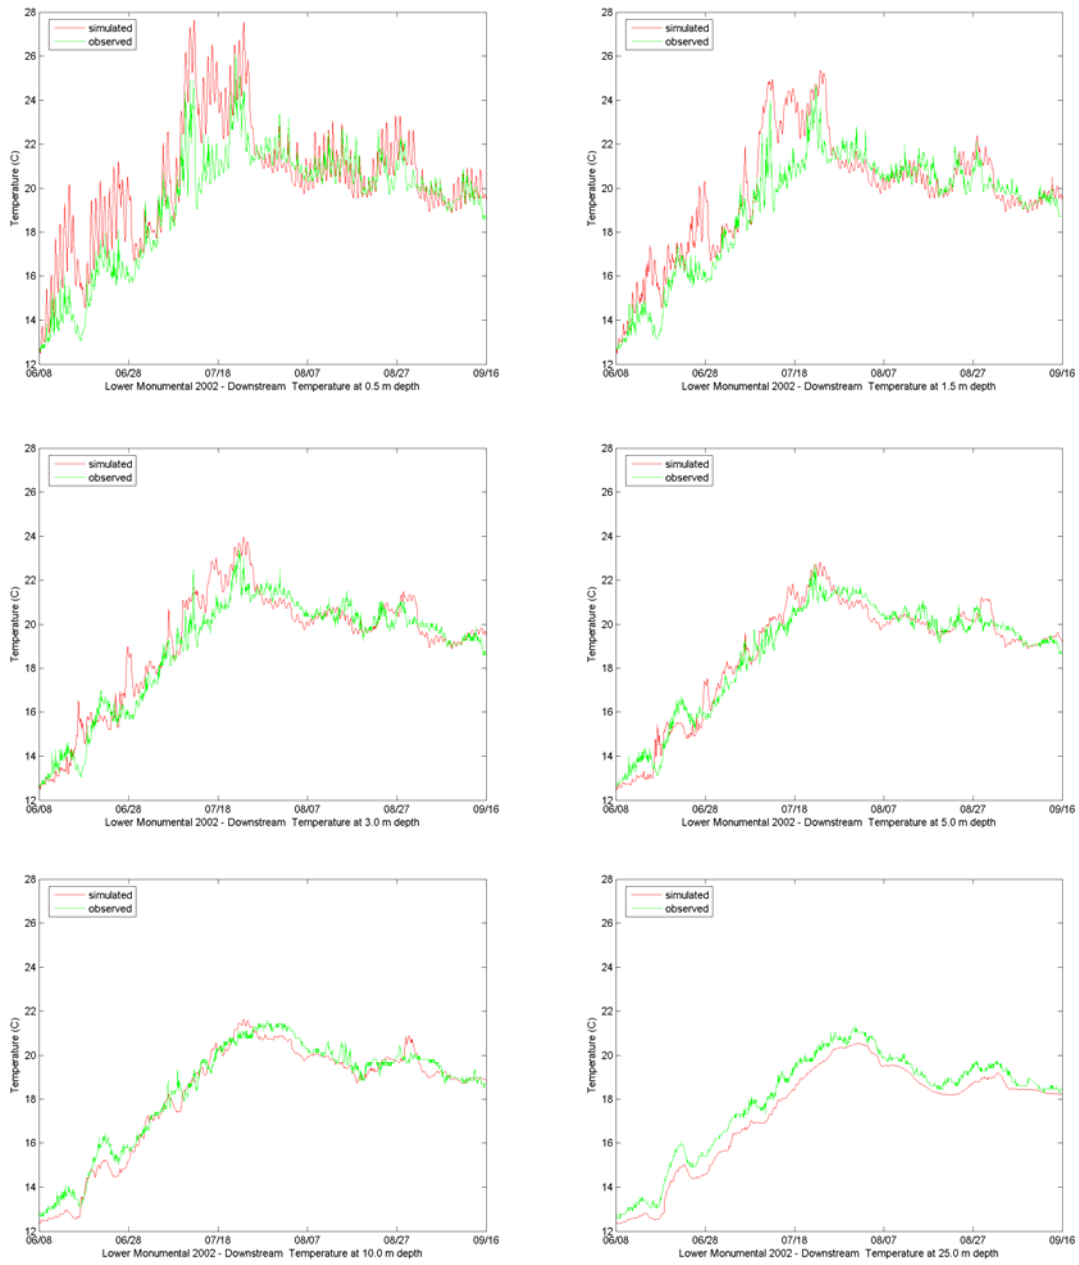 28
26
24
22
20
18
16
14
12
Temperature (C)
simulated
observed
06/08 06/28 07/18 08/07 08/27 09/16
Lower Monumental 2002 - Downstream Temperature at 0.5 m depth
28
26
24
22
20
18
16
14
12
Temperature (C)
simulated
observed
06/08 06/28 07/18 08/07 08/27 09/16
Lower Monumental 2002 - Downstream Temperature at 1.5 m depth
28
26
24
22
20
18
16
14
12
Temperature (C)
simulated
observed
06/08 06/28 07/18 08/07 08/27 09/16
Lower Monumental 2002 - Downstream Temperature at 3.0 m depth
28
26
24
22
20
18
16
14
12
Temperature (C)
simulated
observed
06/08 06/28 07/18 08/07 08/27 09/16
Lower Monumental 2002 - Downstream Temperature at 5.0 m depth
28
26
24
22
20
18
16
14
12
Temperature (C)
simulated
observed
06/08 06/28 07/18 08/07 08/27 09/16
Lower Monumental 2002 - Downstream Temperature at 10.0 m depth
28
26
24
22
20
18
16
14
12
Temperature (C)
simulated
observed
06/08 06/28 07/18 08/07 08/27 09/16
Lower Monumental 2002 - Downstream Temperature at 25.0 m depth